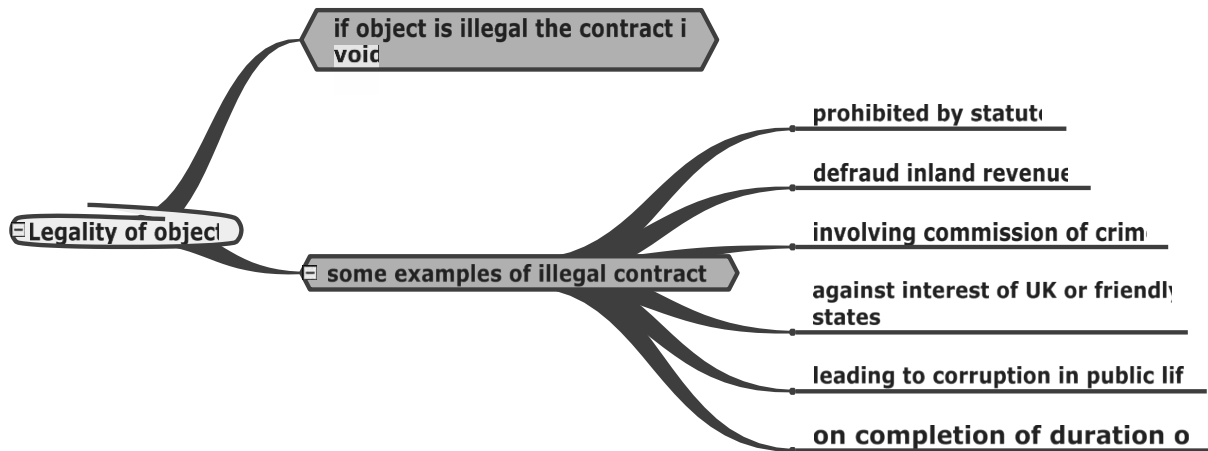 if object is illegal the contract i
void
prohibited by statute
defraud inland revenue
Legality of object
involving commission of crim
some examples of illegal contract
against interest of UK or friendly
states
leading to corruption in public lif
on completion of duration o